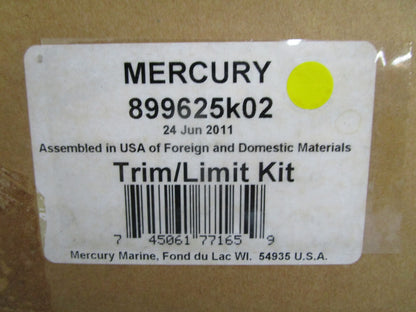 MERCURY
899625k02
24 Jun 2011
Assembled in USA of Foreign and Domestic Materials
Trim/Limit Kit
7 45061 77165 9
Mercury Marine, Fond du Lac WI. 54935 U.S.A.